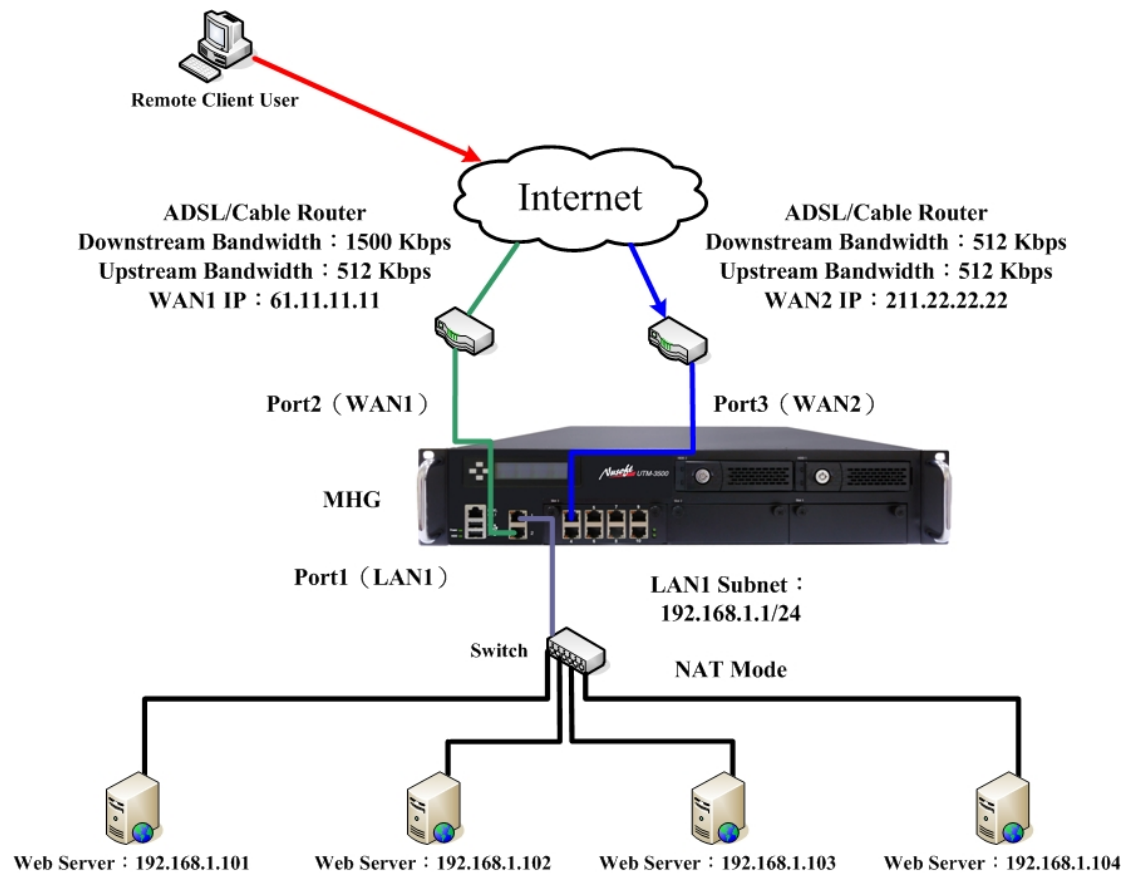 Remote Client User
Internet
ADSL/Cable Router
Downstream Bandwidth：1500 Kbps
Upstream Bandwidth：512 Kbps
WAN1 IP：61.11.11.11
ADSL/Cable Router
Downstream Bandwidth：512 Kbps
Upstream Bandwidth：512 Kbps
WAN2 IP：211.22.22.22
Port2（WAN1）
Port3（WAN2）
Nusoft UTM-3500
MHG
Port1（LAN1）
LAN1 Subnet：
192.168.1.1/24
Switch
NAT Mode
Web Server：192.168.1.101
Web Server：192.168.1.102
Web Server：192.168.1.103
Web Server：192.168.1.104